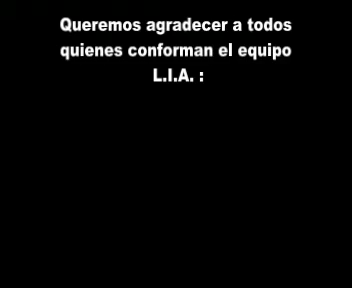 Queremos agradecer a todos
quienes conforman el equipo
L.I.A. :